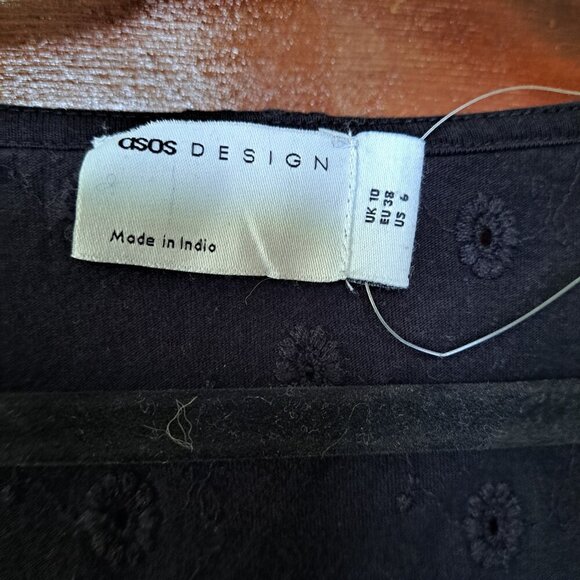 asos DESIGN
Made in India
UK 10
EU 38
US 6